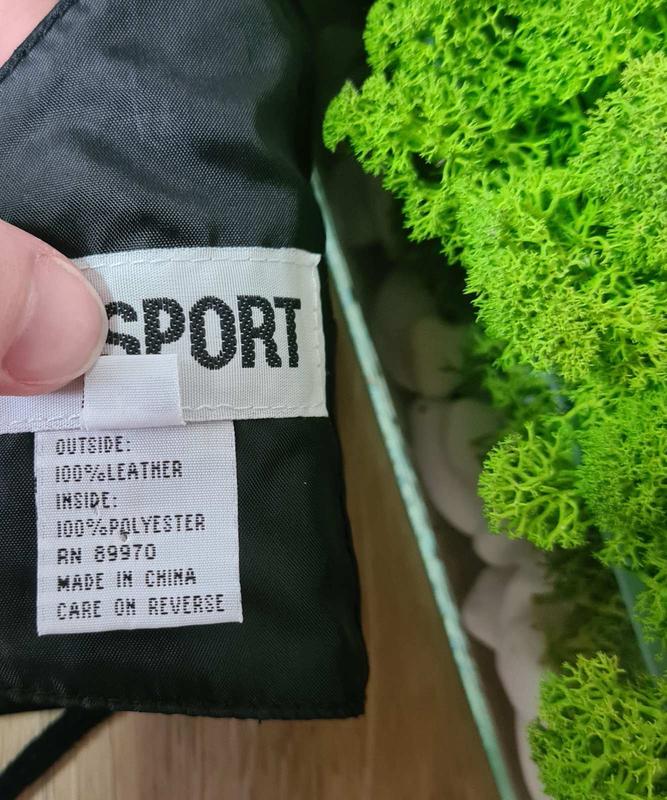 SPORT
OUTSIDE:
100%LEATHER
INSIDE:
100%POLYESTER
RN 89970
MADE IN CHINA
CARE ON REVERSE